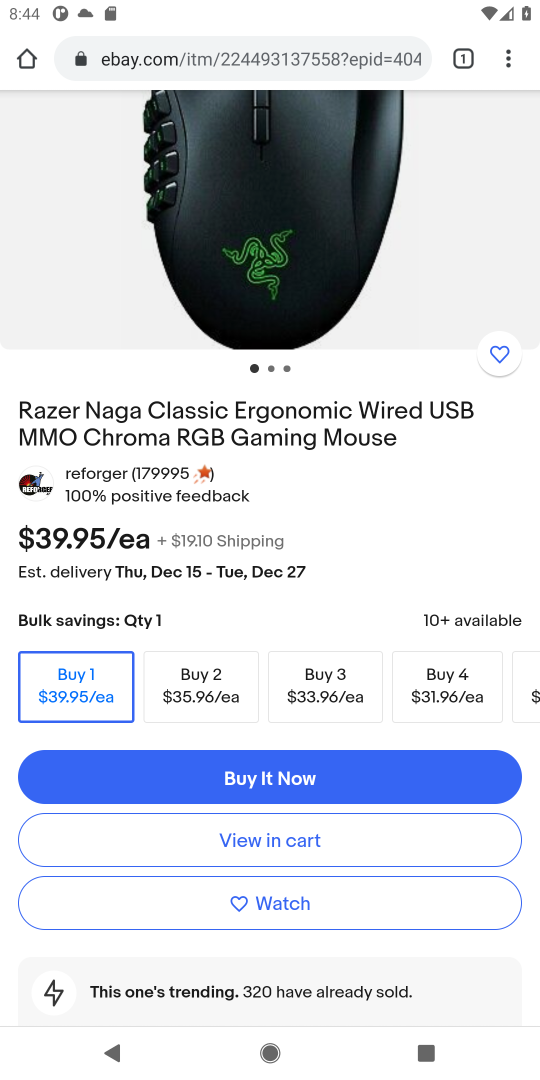 8:44
1
ebay.com/itm/224493137558?epid=404
Razer Naga Classic Ergonomic Wired USB
MMO Chroma RGB Gaming Mouse
REFORGER
reforger (179995)
100% positive feedback
$39.95/ea + $19.10 Shipping
Est. delivery Thu, Dec 15 - Tue, Dec 27
Bulk savings: Qty 1 10+ available
Buy 1 Buy 2 Buy 3 Buy 4
$39.95/ea $35.96/ea $33.96/ea $31.96/ea $
Buy It Now
View in cart
Watch
This one's trending. 320 have already sold.